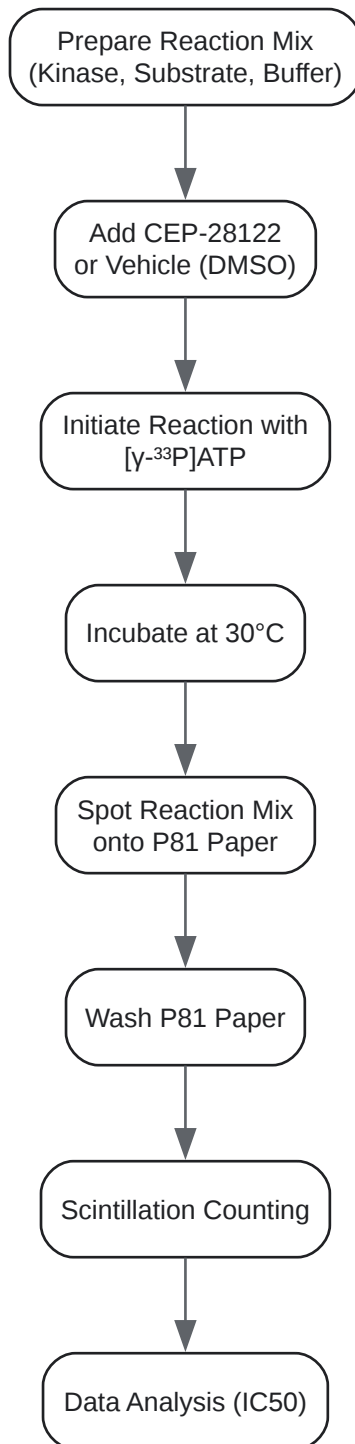 Prepare Reaction Mix
(Kinase, Substrate, Buffer)
Add CEP-28122
or Vehicle (DMSO)
Initiate Reaction with
[γ-³³P]ATP
Incubate at 30°C
Spot Reaction Mix
onto P81 Paper
Wash P81 Paper
Scintillation Counting
Data Analysis (IC50)